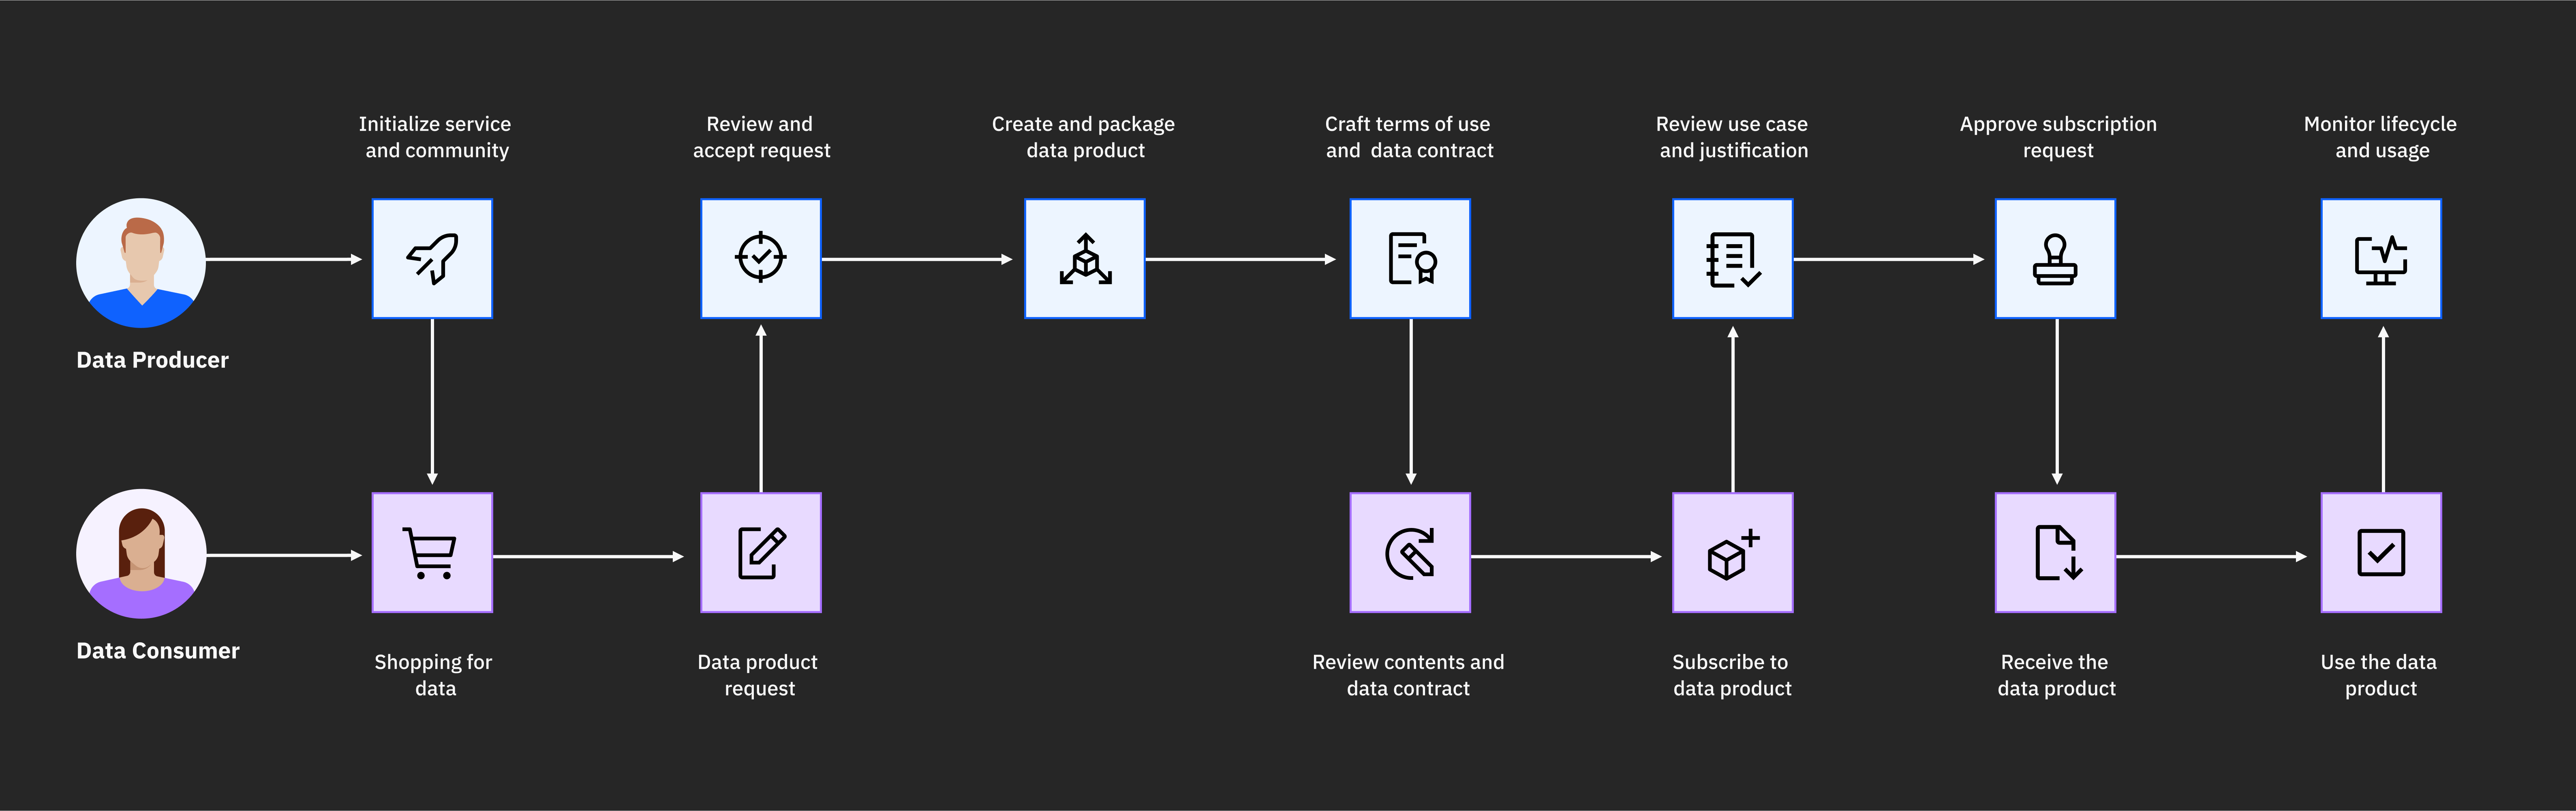 Initialize service
and community
Review and
accept request
Create and package
data product
Craft terms of use
and  data contract
Review use case
and justification
Approve subscription
request
Monitor lifecycle
and usage
Data Producer
Data Consumer
Shopping for
data
Data product
request
Review contents and
data contract
Subscribe to
data product
Receive the
data product
Use the data
product